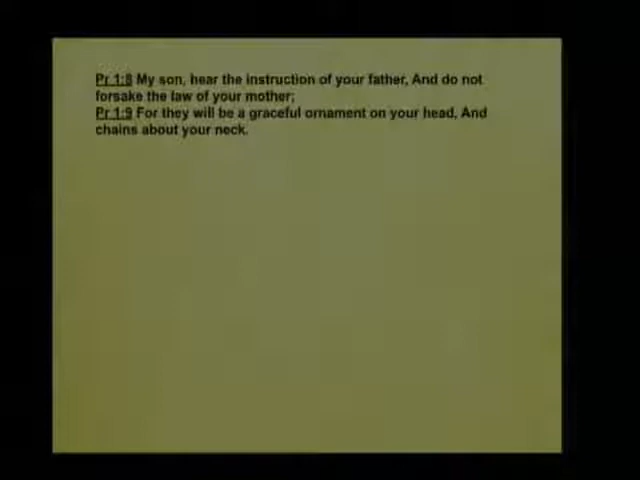 Pr 1:8 My son, hear the instruction of your father, And do not
forsake the law of your mother;
Pr 1:9 For they will be a graceful ornament on your head, And
chains about your neck.